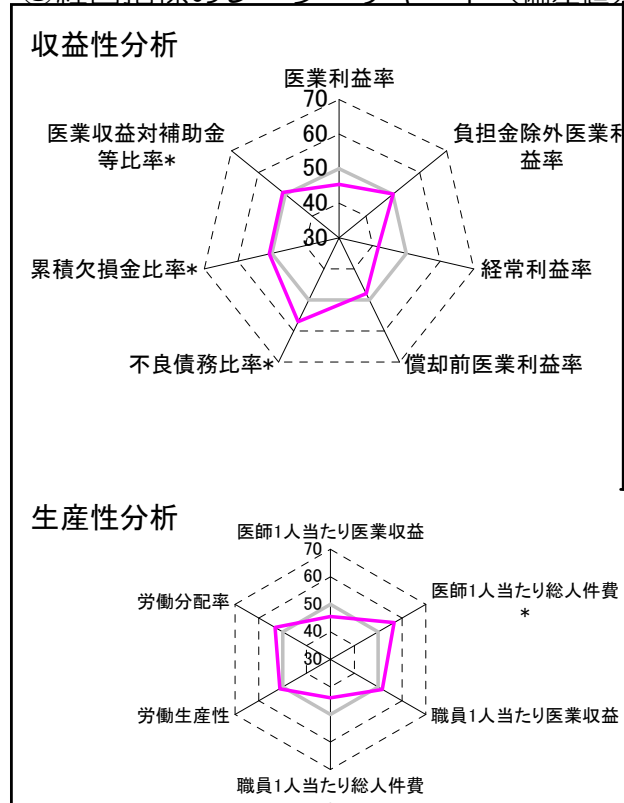 収益性分析
医業利益率
70
60
50
40
30
負担金除外医業利
益率
経常利益率
償却前医業利益率
不良債務比率*
累積欠損金比率*
医業収益対補助金
等比率*
生産性分析
医師1人当たり医業収益
70
60
50
40
30
医師1人当たり総人件費
*
職員1人当たり医業収益
職員1人当たり総人件費
労働生産性
労働分配率